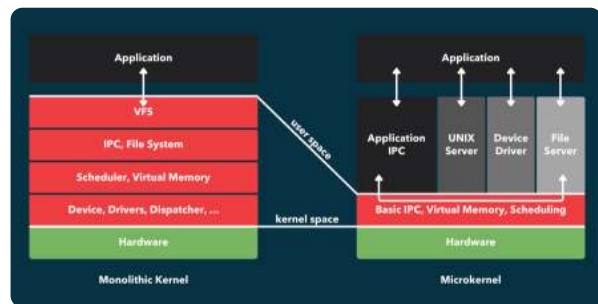 Application
VFS
IPC, File System
Scheduler, Virtual Memory
Device, Drivers, Dispatcher, ...
Hardware
Monolithic Kernel
user space
kernel space
Application
Application
IPC
UNIX
Server
Device
Driver
File
Server
Basic IPC, Virtual Memory, Scheduling
Hardware
Microkernel